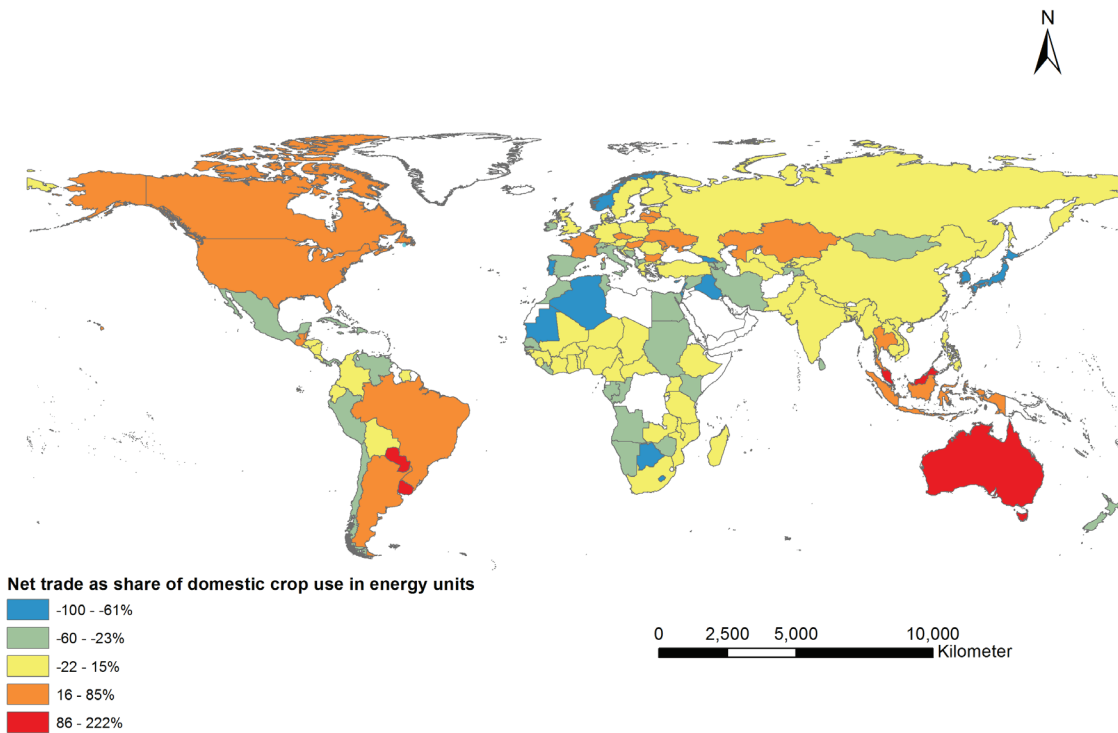 N
Net trade as share of domestic crop use in energy units
-100 - -61%
-60 - -23%
-22 - 15%
16 - 85%
86 - 222%
0 2,500 5,000 10,000
Kilometer